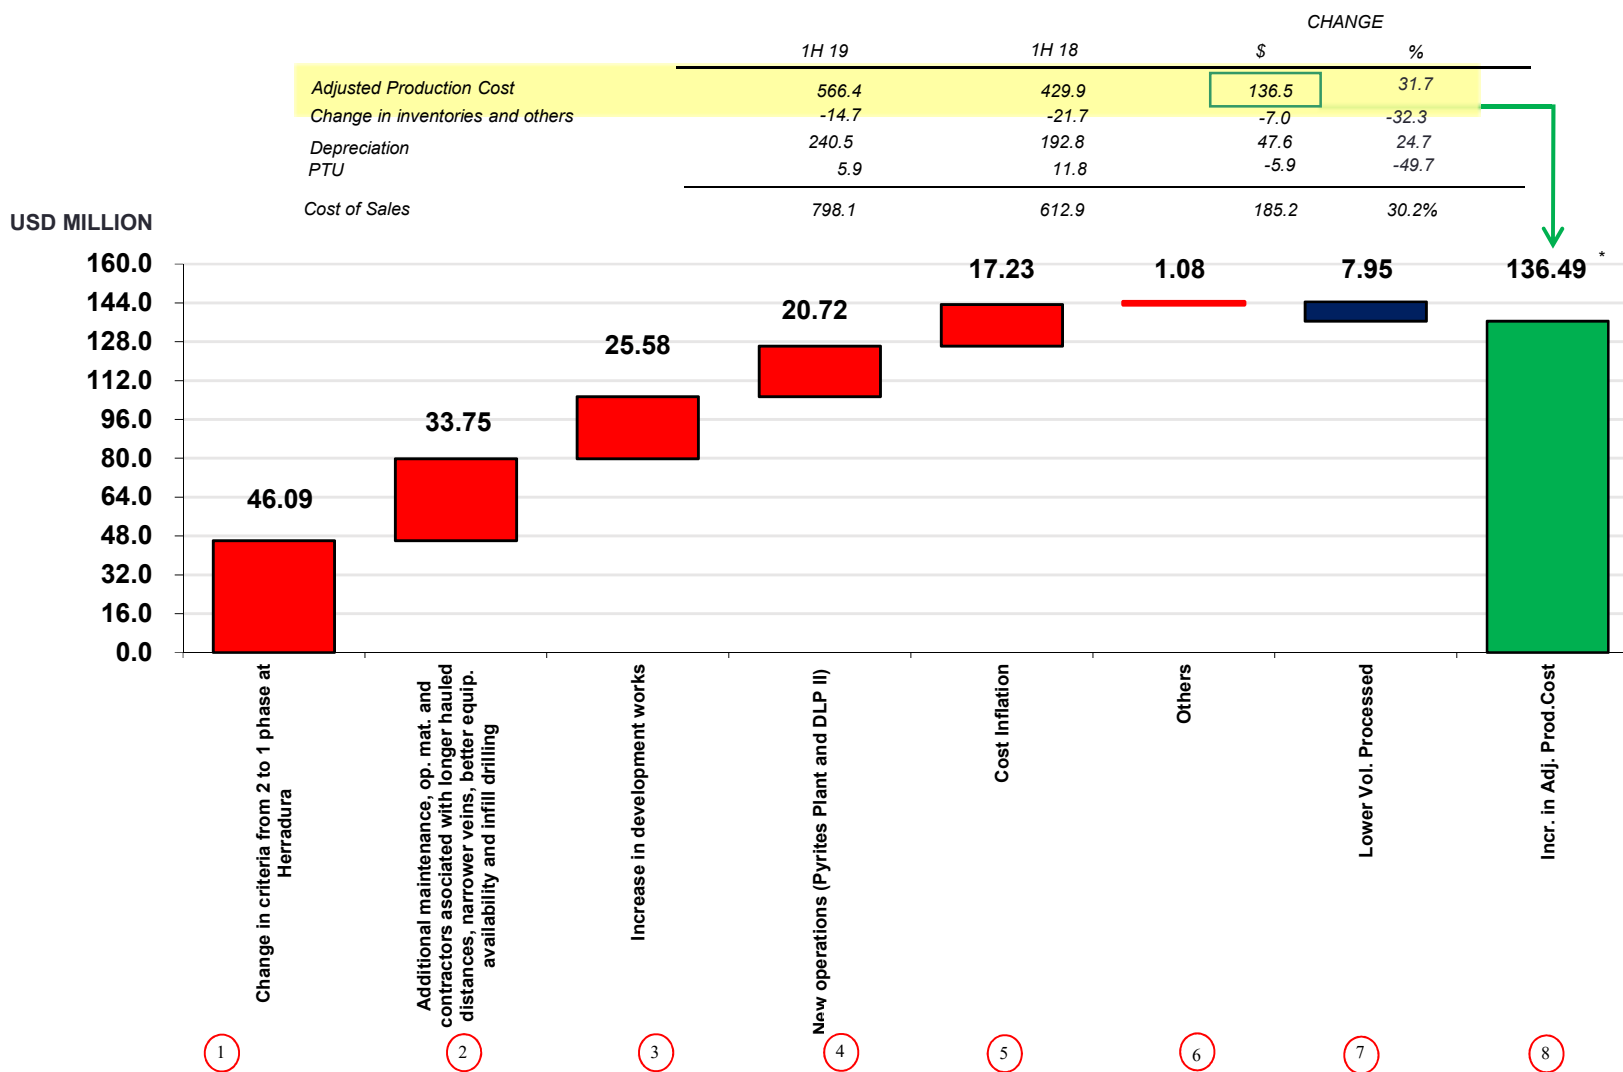 CHANGE
1H 19 1H 18 $ %
Adjusted Production Cost 566.4 429.9 136.5 31.7
Change in inventories and others -14.7 -21.7 -7.0 -32.3
Depreciation 240.5 192.8 47.6 24.7
PTU 5.9 11.8 -5.9 -49.7
Cost of Sales 798.1 612.9 185.2 30.2%
USD MILLION
160.0
144.0
128.0
112.0
96.0
80.0
64.0
48.0
32.0
16.0
0.0
46.09
33.75
25.58
20.72
17.23
1.08
7.95
136.49 *
Change in criteria from 2 to 1 phase at
Herradura
Additional maintenance, op. mat. and
contractors asociated with longer hauled
distances, narrower veins, better equip.
availability and infill drilling
Increase in development works
New operations (Pyrites Plant and DLP II)
Cost Inflation
Others
Lower Vol. Processed
Incr. in Adj. Prod.Cost
1
2
3
4
5
6
7
8